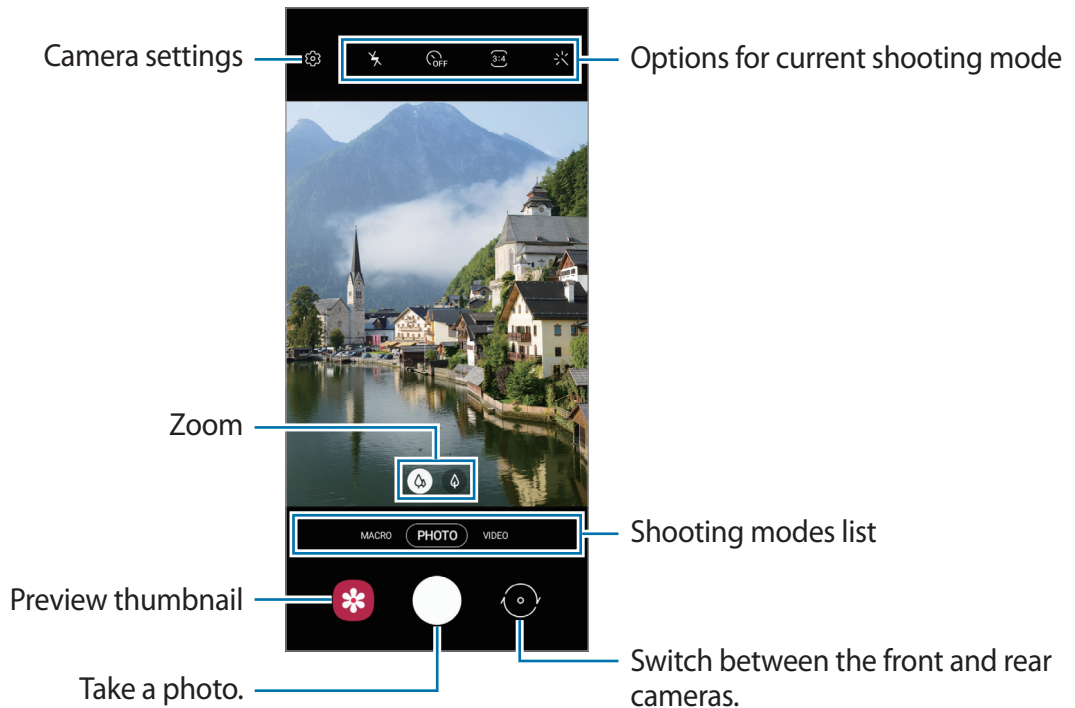 Camera settings
OFF
3:4
Options for current shooting mode
Zoom
MACRO PHOTO VIDEO
Shooting modes list
Preview thumbnail
Take a photo.
Switch between the front and rear
cameras.